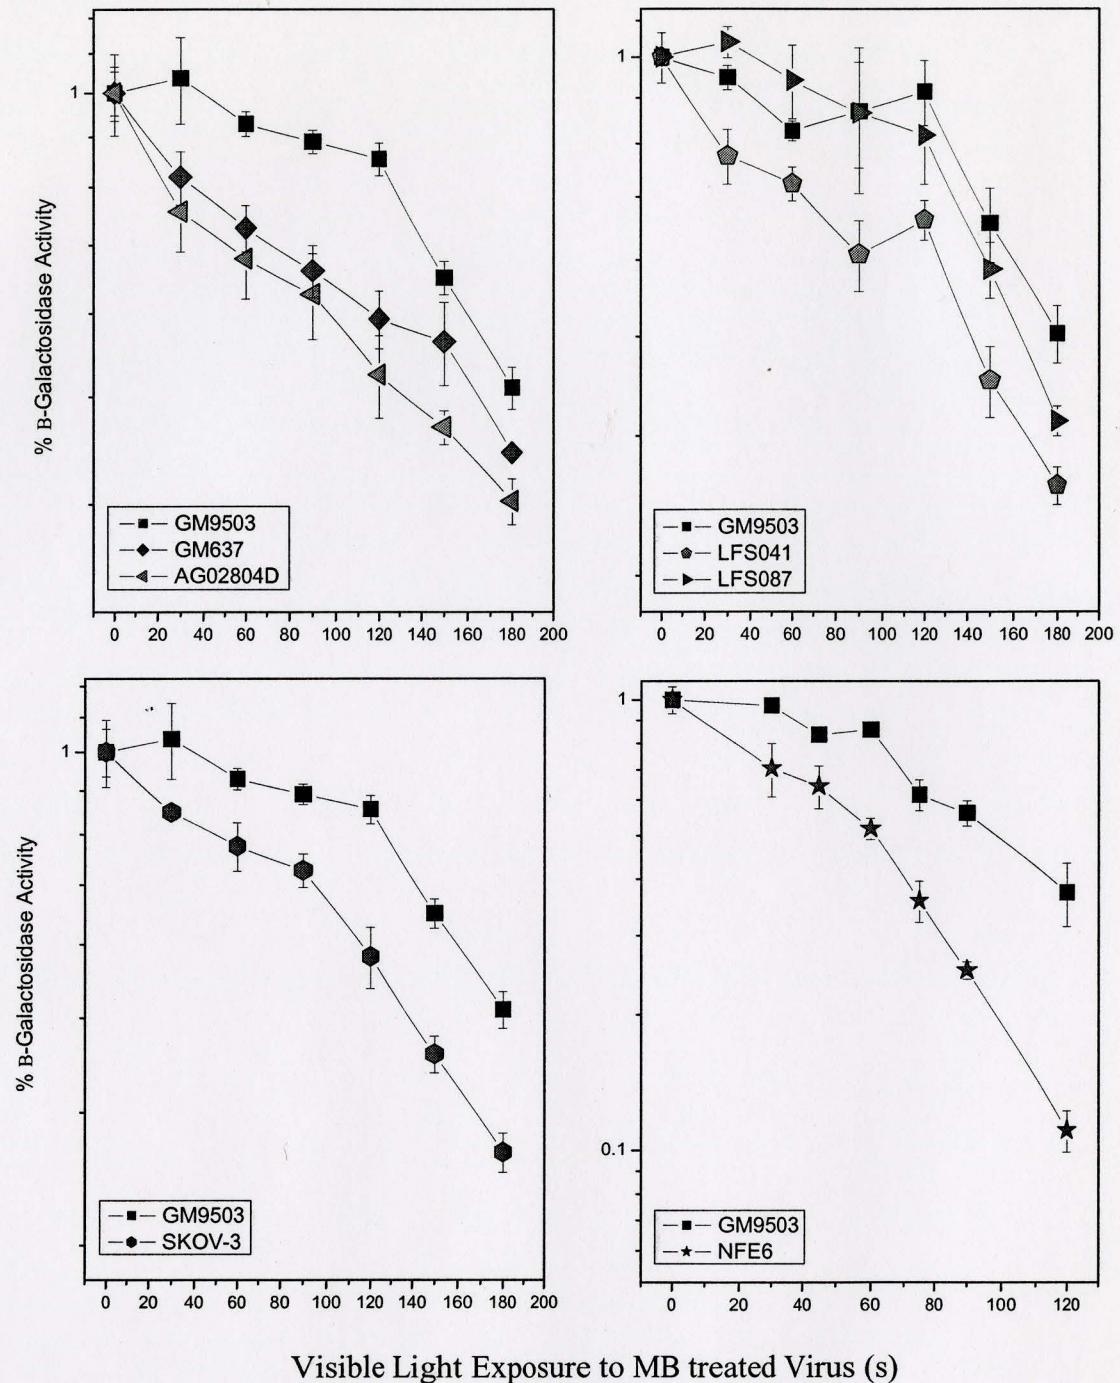 1
% B-Galactosidase Activity
GM9503
GM637
AG02804D
0 20 40 60 80 100 120 140 160 180 200
1
GM9503
LFS041
LFS087
0 20 40 60 80 100 120 140 160 180 200
1
% B-Galactosidase Activity
GM9503
SKOV-3
0 20 40 60 80 100 120 140 160 180 200
1
0.1
GM9503
NFE6
0 20 40 60 80 100 120
Visible Light Exposure to MB treated Virus (s)